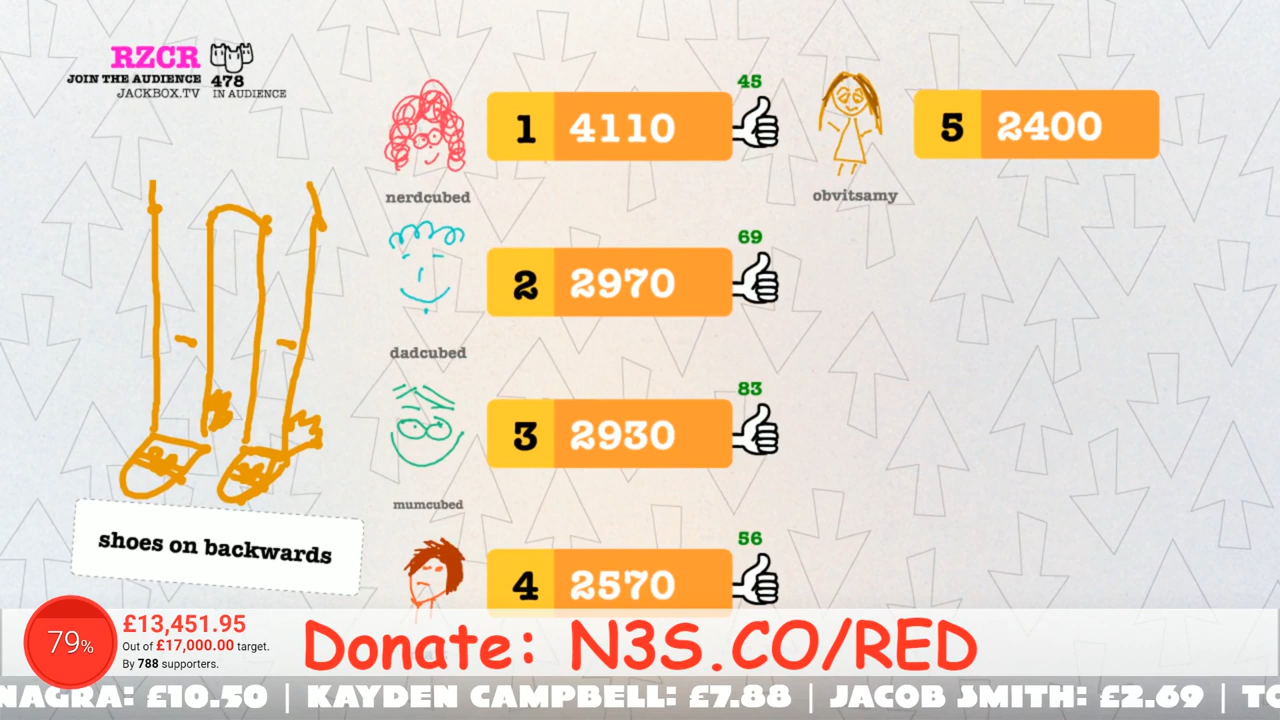 RZCR
JOIN THE AUDIENCE
JACKBOX.TV
478
IN AUDIENCE
1 4110
45
nerdcubed
2 2970
69
dadcubed
3 2930
83
mumcubed
4 2570
56
5 2400
obvitsamy
shoes on backwards
79%
£13,451.95
Out of £17,000.00 target.
By 788 supporters.
Donate: N3S.CO/RED
NAGRA: £10.50 | KAYDEN CAMPBELL: £7.88 | JACOB SMITH: £2.69 | TO